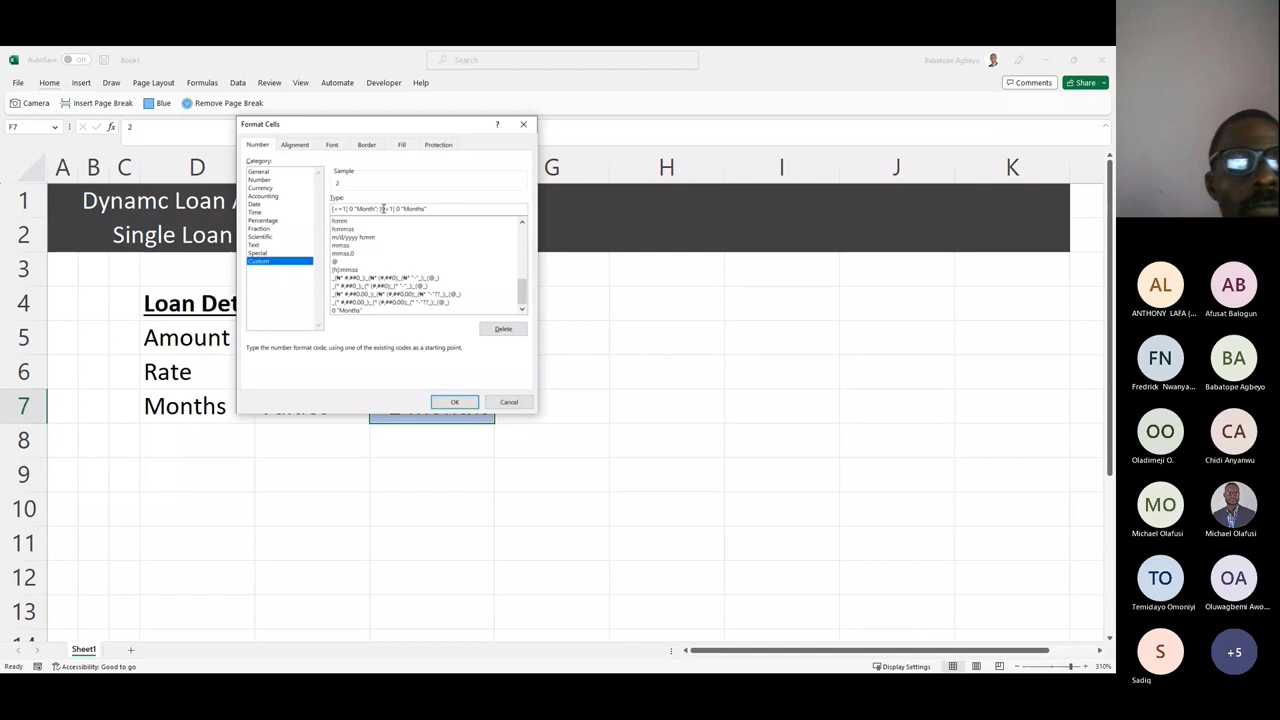 AutoSave Off Book1
Search
Babatope Agbeyo
File Home Insert Draw Page Layout Formulas Data Review View Automate Developer Help
Comments Share
Camera Insert Page Break Blue Remove Page Break
F7 fx 2
A B C D G H I J K
1 Dynamc Loan A
2 Single Loan
3
4 Loan Det
5 Amount
6 Rate
7 Months
8
9
10
11
12
13
Format Cells ?
Number Alignment Font Border Fill Protection
Category:
General
Number
Currency
Accounting
Date
Time
Percentage
Fraction
Scientific
Text
Special
Custom
Sample
2
Type:
h:mm
h:mm:ss
m/d/yyyy h:mm
mm:ss
mm:ss.0
@
[h]:mm:ss
0 "Months"
Delete
Type the number format code, using one of the existing codes as a starting point.
OK Cancel
Sheet1
Ready Accessibility: Good to go Display Settings 310%
AL AB
ANTHONY LAFA (... Afusat Balogun
FN BA
Fredrick Nwanya... Babatope Agbeyo
OO CA
Oladimeji O. Chidi Anyanwu
MO
Michael Olafusi Michael Olafusi
TO OA
Temidayo Omoniyi Oluwagbemi Awo...
S +5
Sadiq